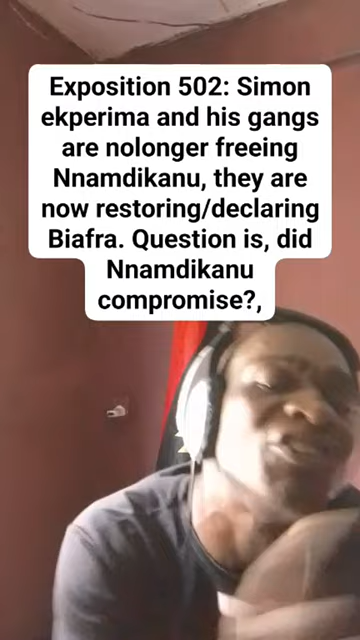 Exposition 502: Simon
ekperima and his gangs
are nolonger freeing
Nnamdikanu, they are
now restoring/declaring
Biafra. Question is, did
Nnamdikanu
compromise?,